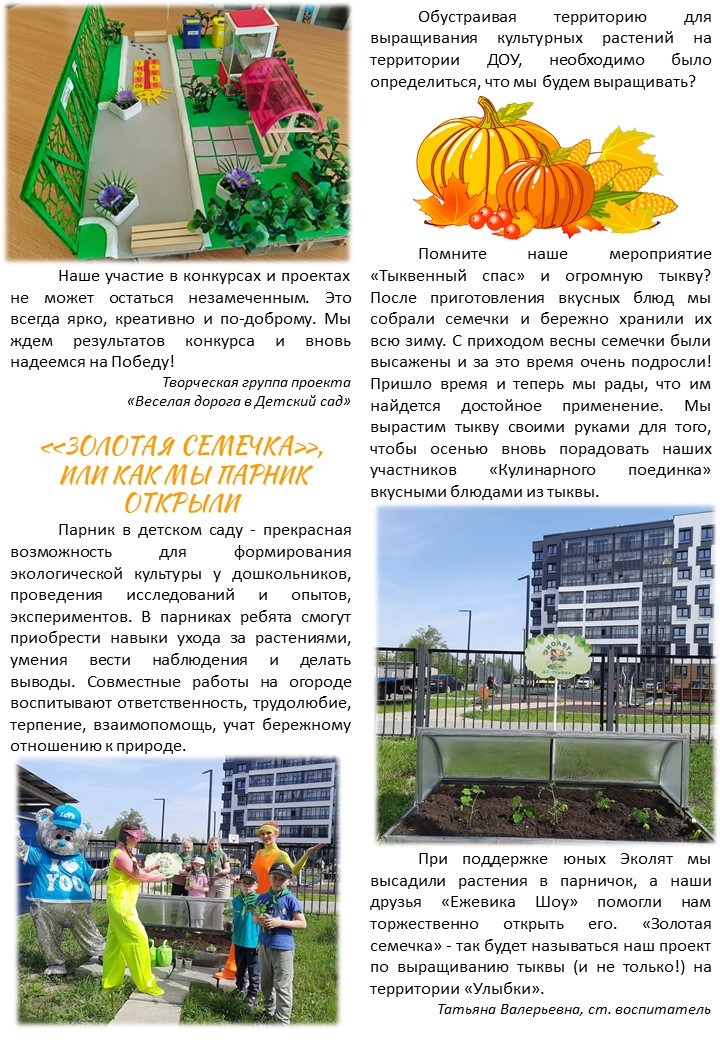 Наше участие в конкурсах и проектах
не может остаться незамеченным. Это
всегда ярко, креативно и по-доброму. Мы
ждем результатов конкурса и вновь
надеемся на Победу!
Творческая группа проекта
«Веселая дорога в Детский сад»
«ЗОЛОТАЯ СЕМЕЧКА»,
ИЛИ КАК МЫ ПАРНИК
ОТКРЫЛИ
Парник в детском саду - прекрасная
возможность для формирования
экологической культуры у дошкольников,
проведения исследований и опытов,
экспериментов. В парниках ребята смогут
приобрести навыки ухода за растениями,
умения вести наблюдения и делать
выводы. Совместные работы на огороде
воспитывают ответственность, трудолюбие,
терпение, взаимопомощь, учат бережному
отношению к природе.
LOVE
I
YOU
Обустраивая территорию для
выращивания культурных растений на
территории ДОУ, необходимо было
определиться, что мы будем выращивать?
Помните наше мероприятие
«Тыквенный спас» и огромную тыкву?
После приготовления вкусных блюд мы
собрали семечки и бережно хранили их
всю зиму. С приходом весны семечки были
высажены и за это время очень подросли!
Пришло время и теперь мы рады, что им
найдется достойное применение. Мы
вырастим тыкву своими руками для того,
чтобы осенью вновь порадовать наших
участников «Кулинарного поединка»
вкусными блюдами из тыквы.
При поддержке юных Эколят мы
высадили растения в парничок, а наши
друзья «Ежевика Шоу» помогли нам
торжественно открыть его. «Золотая
семечка» - так будет называться наш проект
по выращиванию тыквы (и не только!) на
территории «Улыбки».
Татьяна Валерьевна, ст. воспитатель